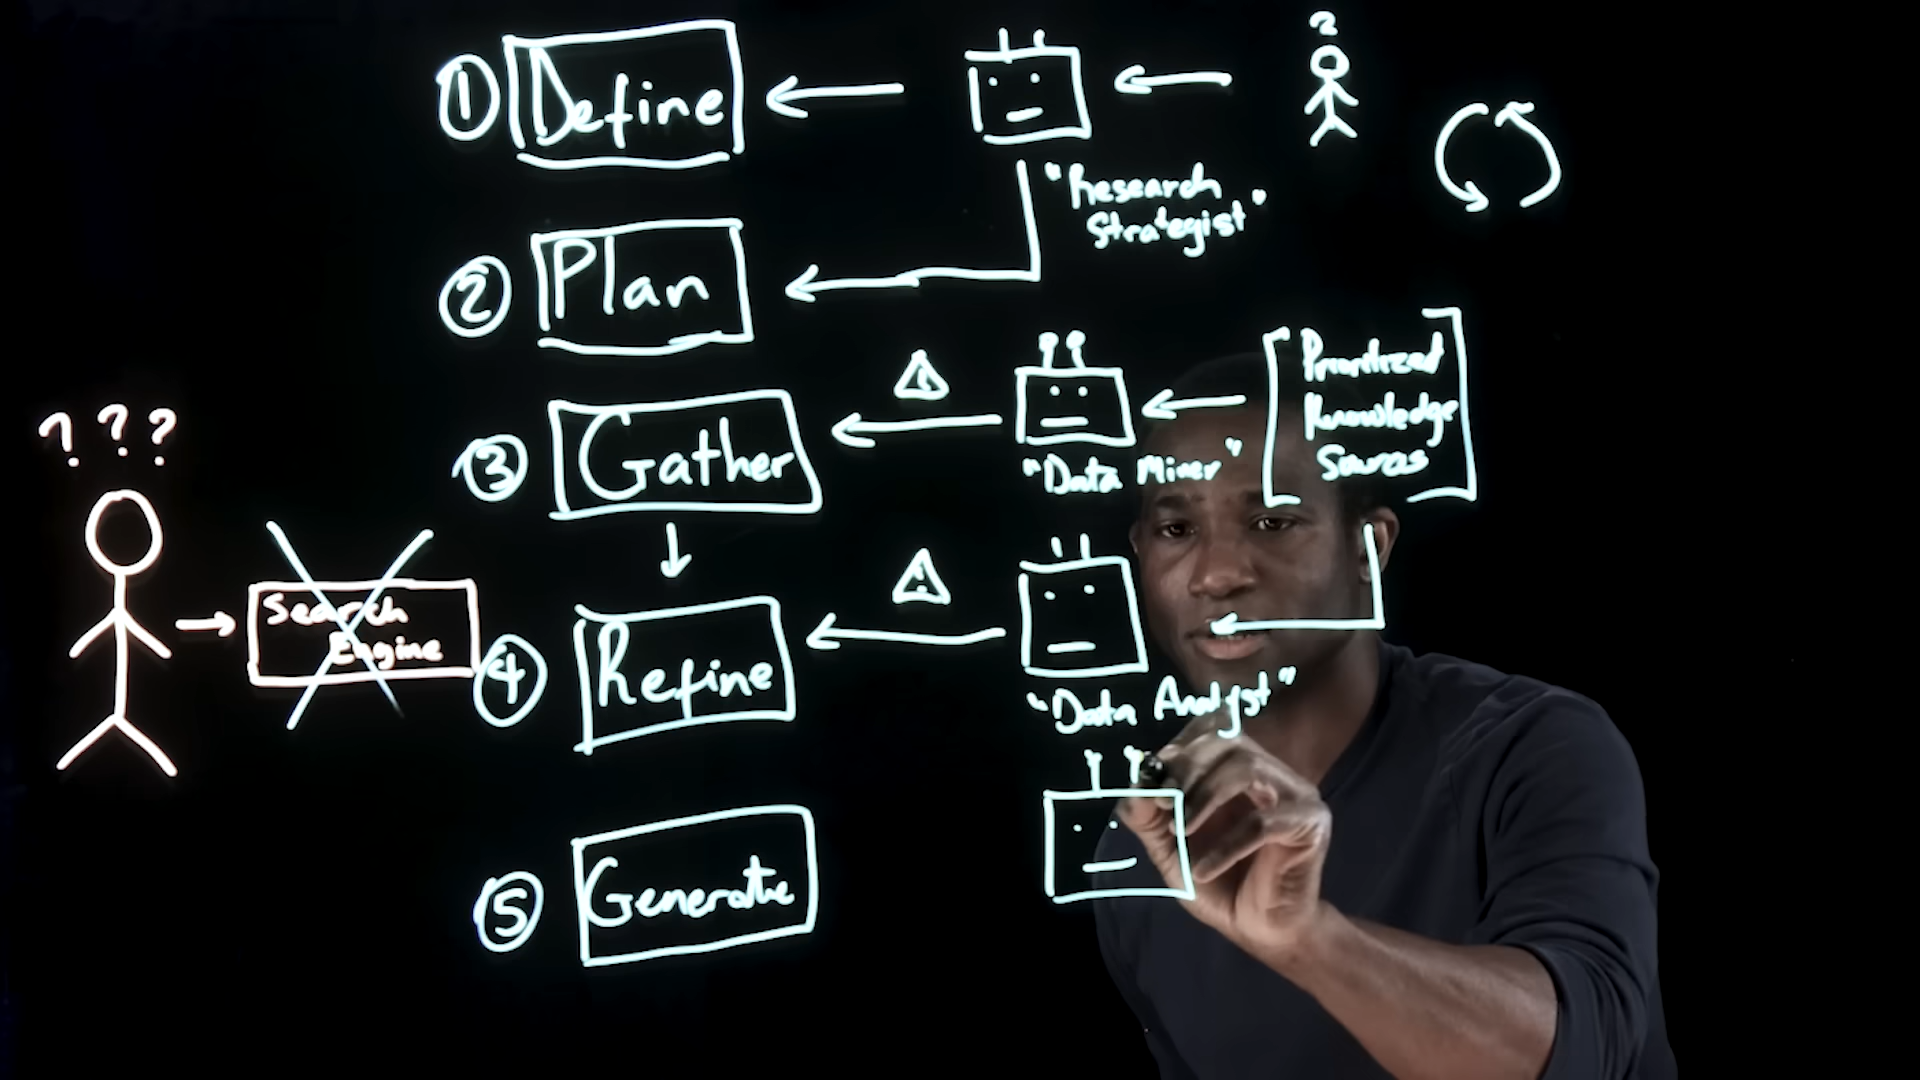 ?
① Define
"Research
Strategist"
② Plan
Prioritized
Knowledge
Sources
③ Gather
"Data Miner"
? ? ?
Search
Engine
④ Refine
"Data Analyst"
⑤ Generate